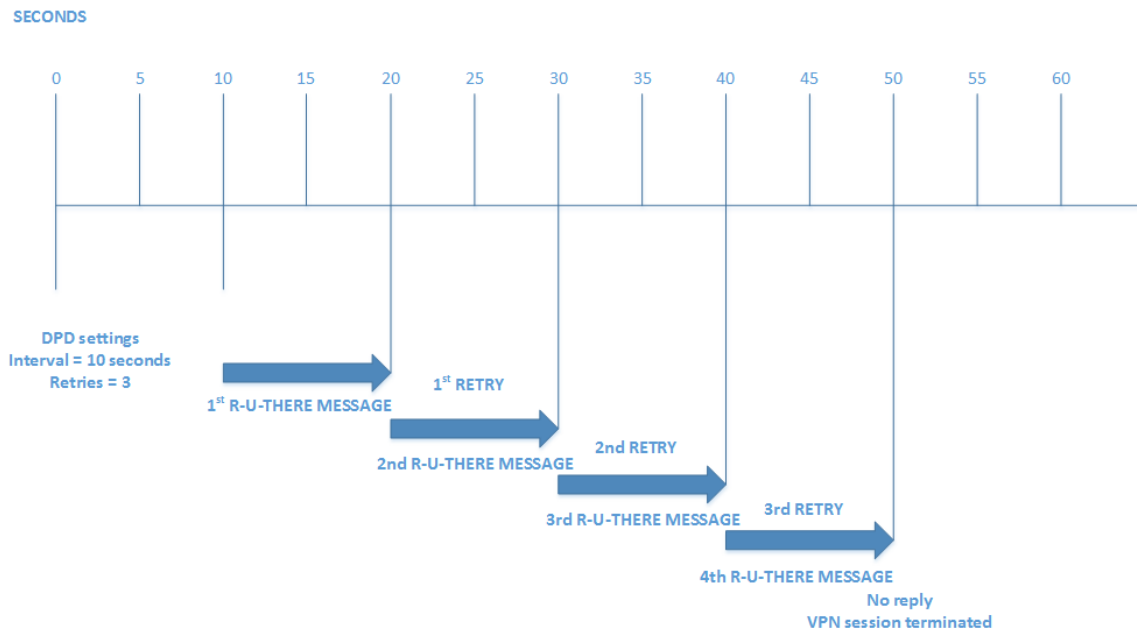 SECONDS
0 5 10 15 20 25 30 35 40 45 50 55 60
DPD settings
Interval = 10 seconds
Retries = 3
1st R-U-THERE MESSAGE
1st RETRY
2nd R-U-THERE MESSAGE
2nd RETRY
3rd R-U-THERE MESSAGE
3rd RETRY
4th R-U-THERE MESSAGE
No reply
VPN session terminated